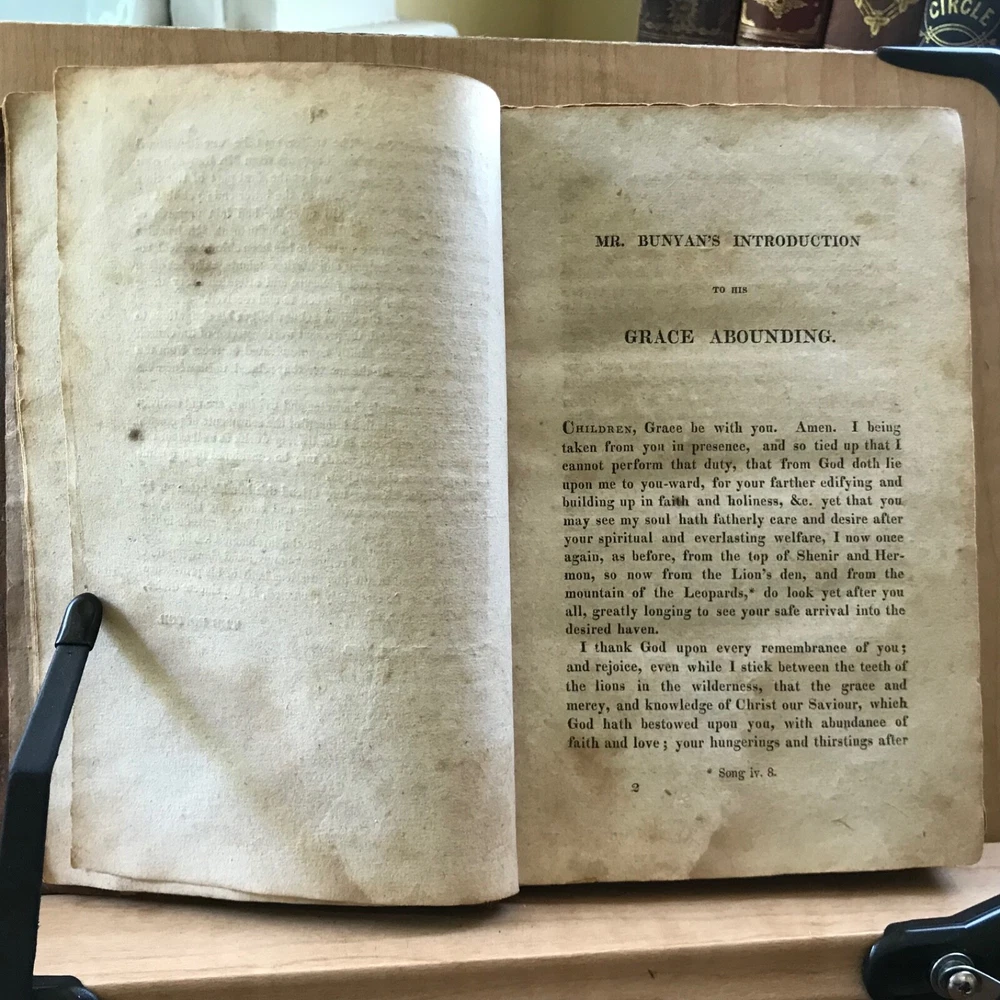 CIRCLE
MR. BUNYAN'S INTRODUCTION
TO HIS
GRACE ABOUNDING.
CHILDREN, Grace be with you. Amen. I being
taken from you in presence, and so tied up that I
cannot perform that duty, that from God doth lie
upon me to you-ward, for your farther edifying and
building up in faith and holiness, &c. yet that you
may see my soul hath fatherly care and desire after
your spiritual and everlasting welfare, I now once
again, as before, from the top of Shenir and Her-
mon, so now from the Lion's den, and from the
mountain of the Leopards,* do look yet after you
all, greatly longing to see your safe arrival into the
desired haven.
I thank God upon every remembrance of you;
and rejoice, even while I stick between the teeth of
the lions in the wilderness, that the grace and
mercy, and knowledge of Christ our Saviour, which
God hath bestowed upon you, with abundance of
faith and love; your hungerings and thirstings after
* Song iv. 8.
2